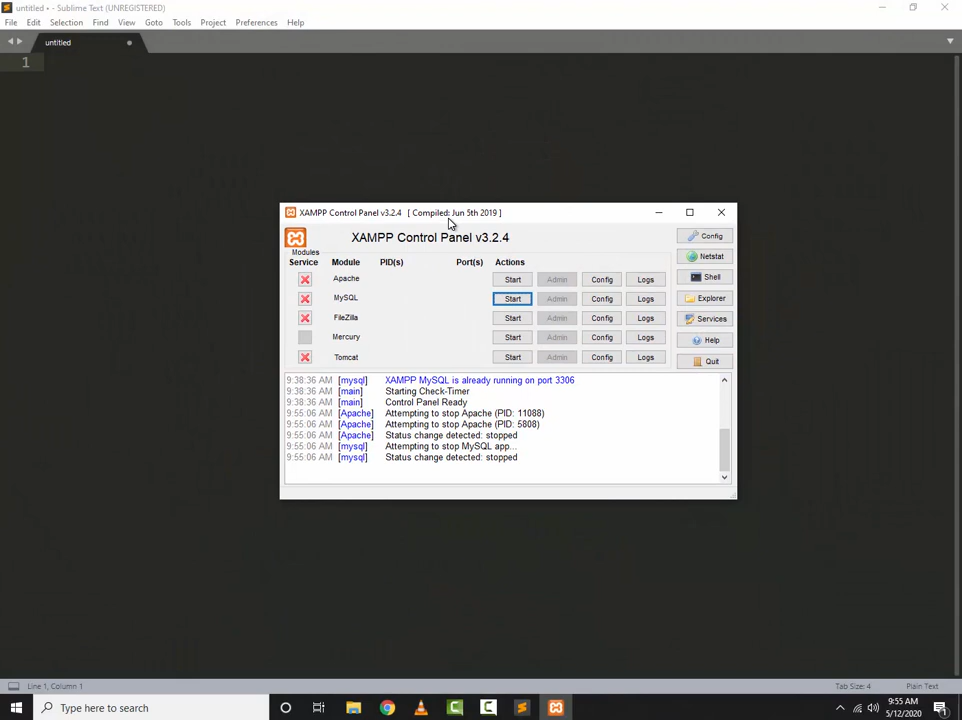 untitled • - Sublime Text (UNREGISTERED)
File Edit Selection Find View Goto Tools Project Preferences Help
untitled
1
XAMPP Control Panel v3.2.4 [ Compiled: Jun 5th 2019 ]
XAMPP Control Panel v3.2.4
Config
Modules
Service Module PID(s) Port(s) Actions
Netstat
Apache Start Admin Config Logs
Shell
MySQL Start Admin Config Logs
Explorer
FileZilla Start Admin Config Logs
Services
Mercury Start Admin Config Logs
Help
Tomcat Start Admin Config Logs
Quit
9:38:36 AM [mysql] XAMPP MySQL is already running on port 3306
9:38:36 AM [main] Starting Check-Timer
9:38:36 AM [main] Control Panel Ready
9:55:06 AM [Apache] Attempting to stop Apache (PID: 11088)
9:55:06 AM [Apache] Attempting to stop Apache (PID: 5808)
9:55:06 AM [Apache] Status change detected: stopped
9:55:06 AM [mysql] Attempting to stop MySQL app...
9:55:06 AM [mysql] Status change detected: stopped
Line 1, Column 1 Tab Size: 4 Plain Text
Type here to search
9:55 AM
5/12/2020
1